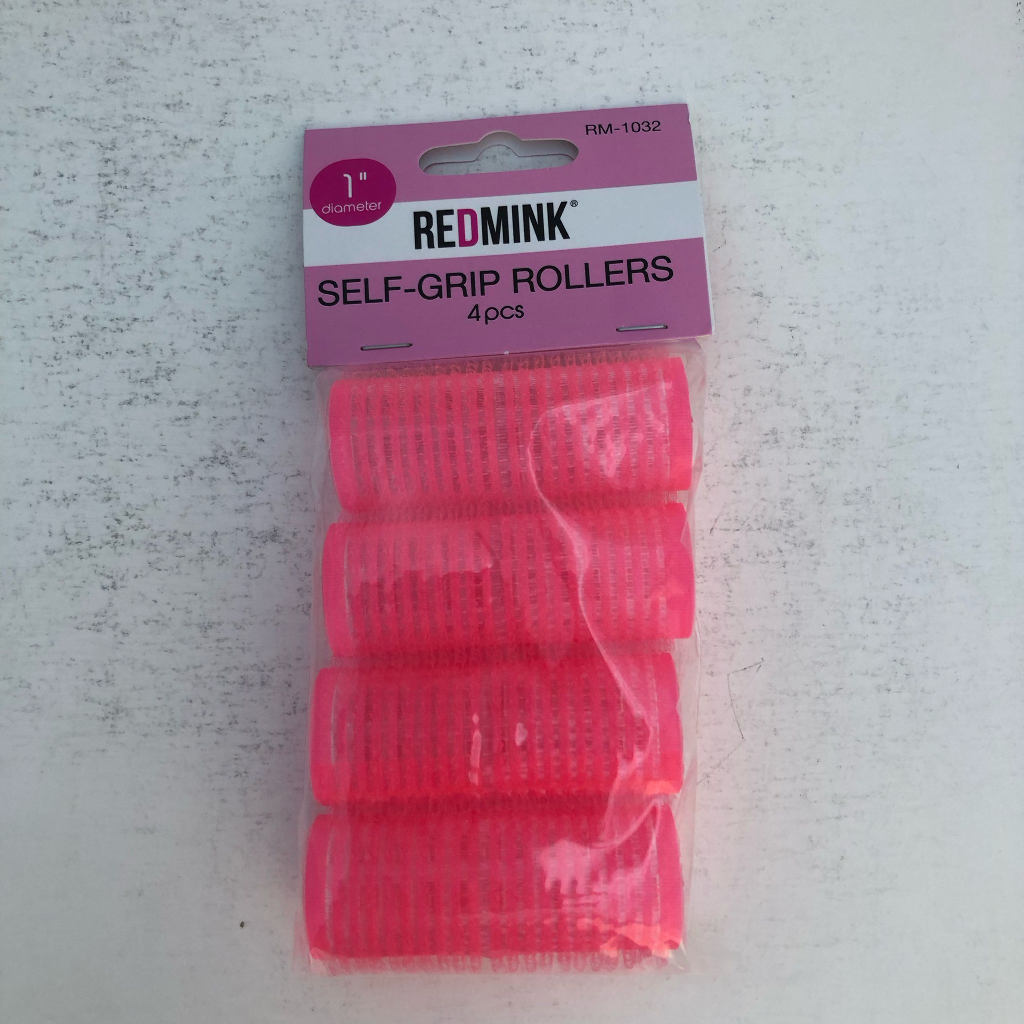 RM-1032
1"
diameter
REDMINK®
SELF-GRIP ROLLERS
4pcs